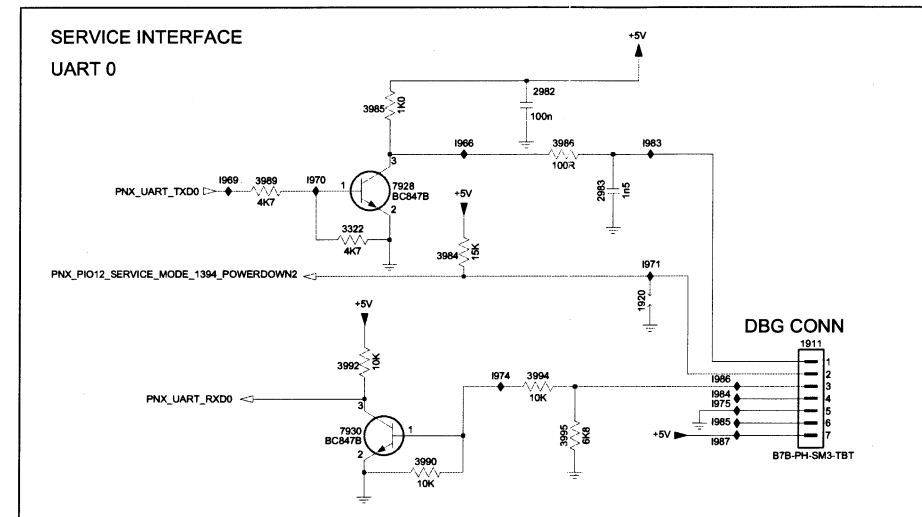 SERVICE INTERFACE
UART 0
+5V
3985
1K0
2982
100n
I966
3986
100R
I983
2983
1n5
3
I969
3989
4K7
I970
PNX_UART_TXD0
1
7928
BC847B
2
3322
4K7
+5V
3984
15K
PNX_PIO12_SERVICE_MODE_1394_POWERDOWN2
I971
1920
+5V
DBG CONN
1911
3992
10K
1
2
3
4
5
6
7
I986
I984
I975
I985
I987
+5V
B7B-PH-SM3-TBT
I974
3994
10K
3995
6K8
PNX_UART_RXD0
3
7930
BC847B
1
2
3990
10K